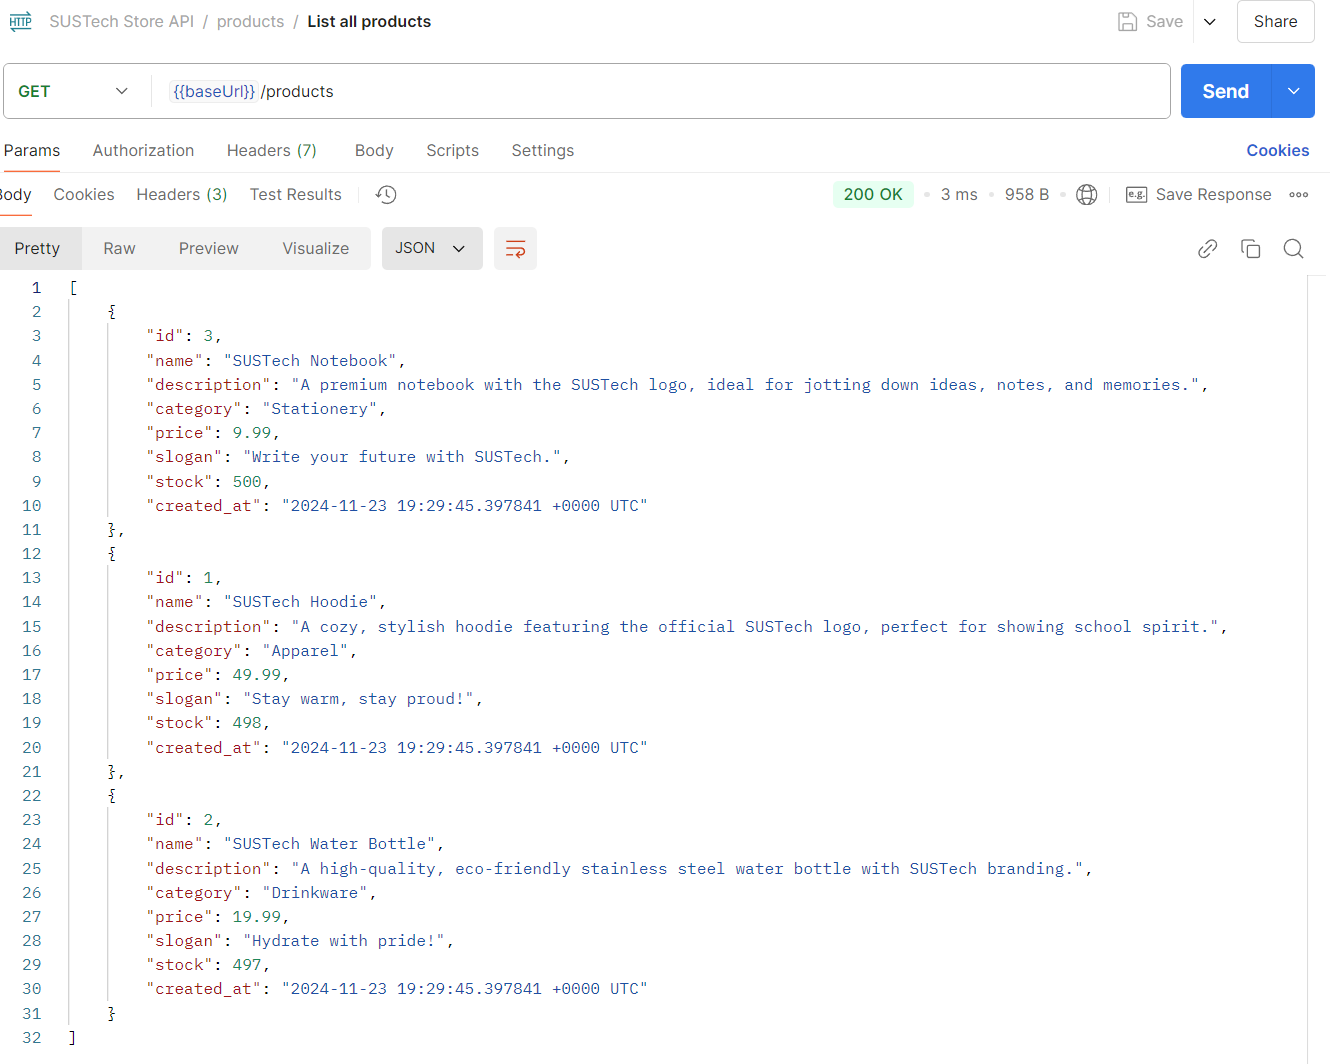 HTTP SUSTech Store API / products / List all products Save Share
GET {{baseUrl}} /products Send
Params Authorization Headers (7) Body Scripts Settings Cookies
Body Cookies Headers (3) Test Results 200 OK 3 ms 958 B e.g. Save Response
Pretty Raw Preview Visualize JSON
1 [
2 {
3 "id": 3,
4 "name": "SUSTech Notebook",
5 "description": "A premium notebook with the SUSTech logo, ideal for jotting down ideas, notes, and memories.",
6 "category": "Stationery",
7 "price": 9.99,
8 "slogan": "Write your future with SUSTech.",
9 "stock": 500,
10 "created_at": "2024-11-23 19:29:45.397841 +0000 UTC"
11 },
12 {
13 "id": 1,
14 "name": "SUSTech Hoodie",
15 "description": "A cozy, stylish hoodie featuring the official SUSTech logo, perfect for showing school spirit.",
16 "category": "Apparel",
17 "price": 49.99,
18 "slogan": "Stay warm, stay proud!",
19 "stock": 498,
20 "created_at": "2024-11-23 19:29:45.397841 +0000 UTC"
21 },
22 {
23 "id": 2,
24 "name": "SUSTech Water Bottle",
25 "description": "A high-quality, eco-friendly stainless steel water bottle with SUSTech branding.",
26 "category": "Drinkware",
27 "price": 19.99,
28 "slogan": "Hydrate with pride!",
29 "stock": 497,
30 "created_at": "2024-11-23 19:29:45.397841 +0000 UTC"
31 }
32 ]